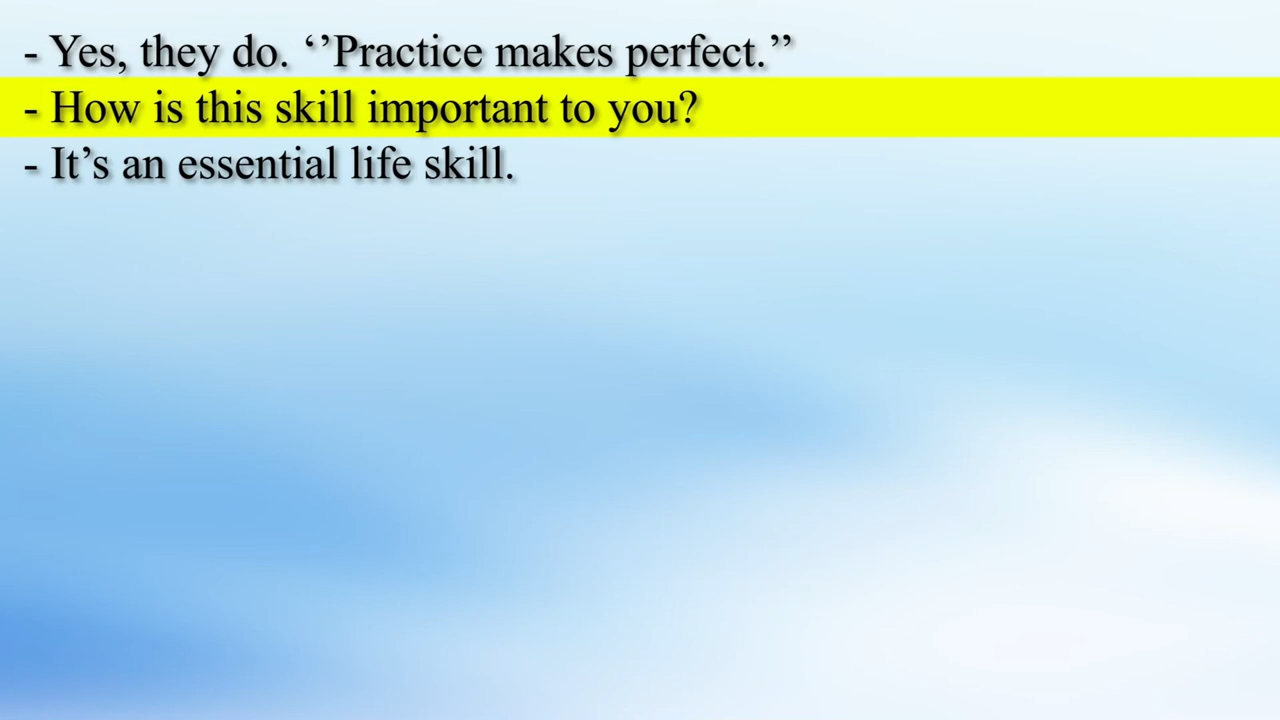 - Yes, they do. ‘’Practice makes perfect.’’
- How is this skill important to you?
- It’s an essential life skill.